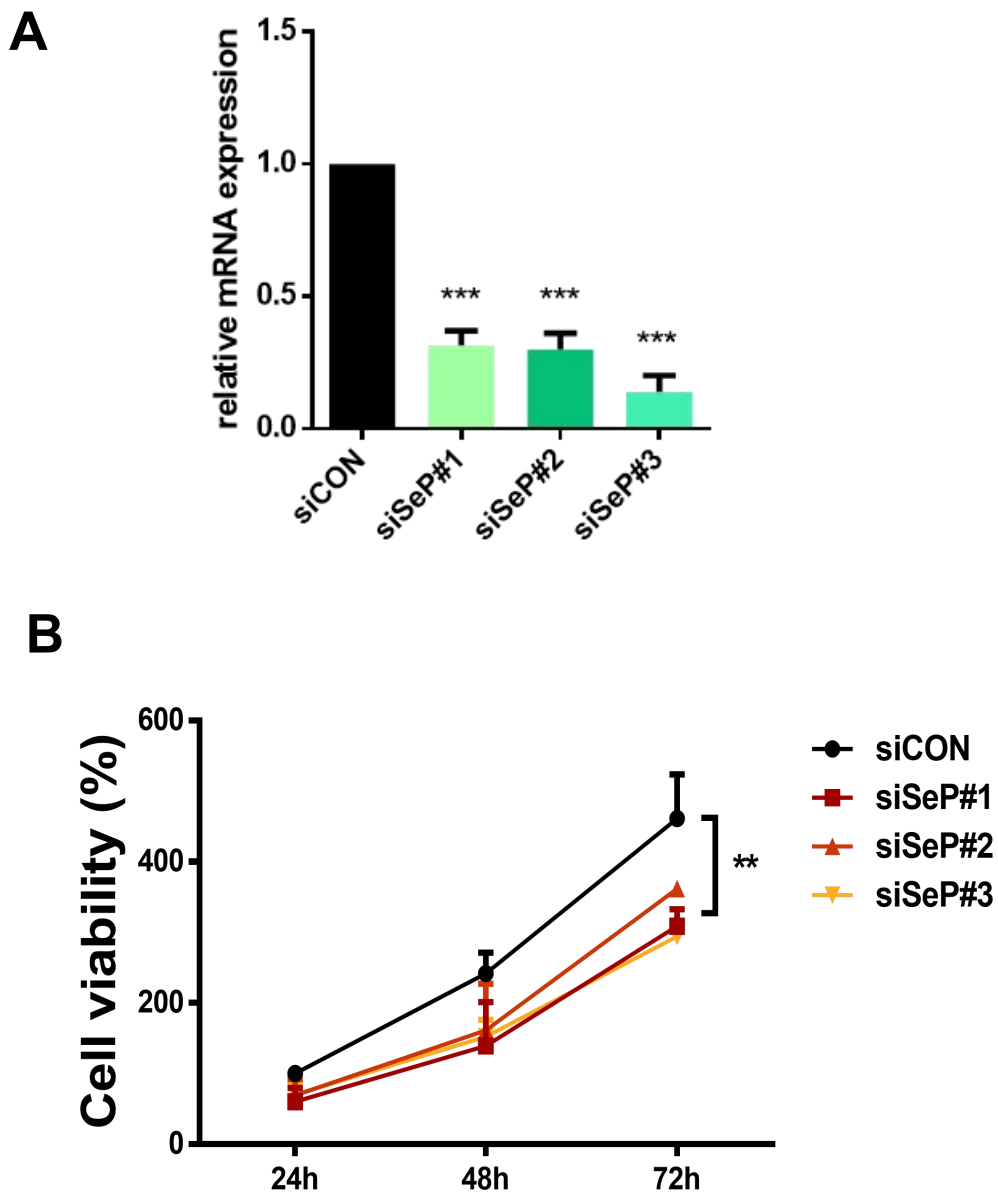 A
relative mRNA expression
1.5
1.0
0.5
0.0
***
***
***
siCON
siSeP#1
siSeP#2
siSeP#3
B
Cell viability (%)
600
400
200
0
24h
48h
72h
**
siCON
siSeP#1
siSeP#2
siSeP#3